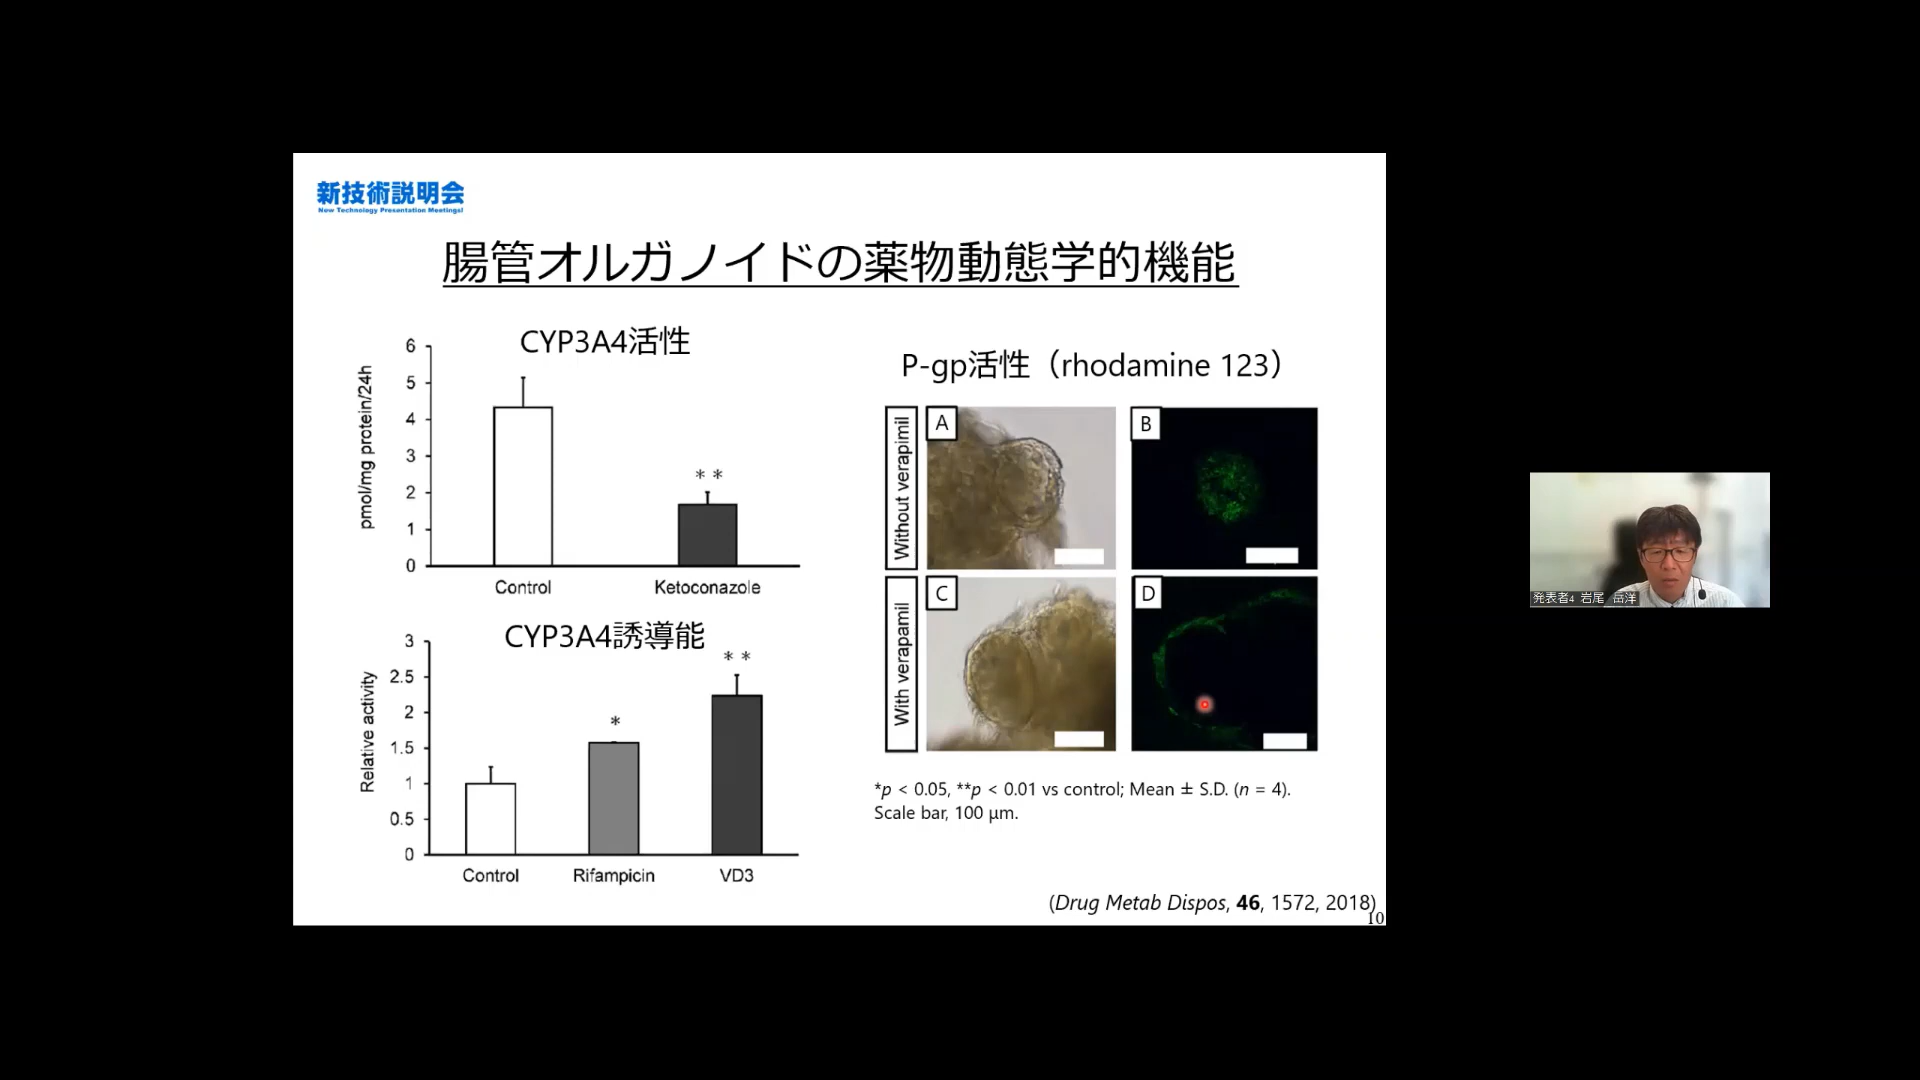 新技術説明会
New Technology Presentation Meetings!
腸管オルガノイドの薬物動態学的機能
CYP3A4活性
pmol/mg protein/24h
6
5
4
3
2
1
0
**
Control
Ketoconazole
CYP3A4誘導能
Relative activity
3
2.5
2
1.5
1
0.5
0
*
**
Control
Rifampicin
VD3
P-gp活性（rhodamine 123）
Without verapimil
A
B
With verapamil
C
D
*p < 0.05, **p < 0.01 vs control; Mean ± S.D. (n = 4).
Scale bar, 100 μm.
(Drug Metab Dispos, 46, 1572, 2018)
10
発表者4 岩尾 岳洋